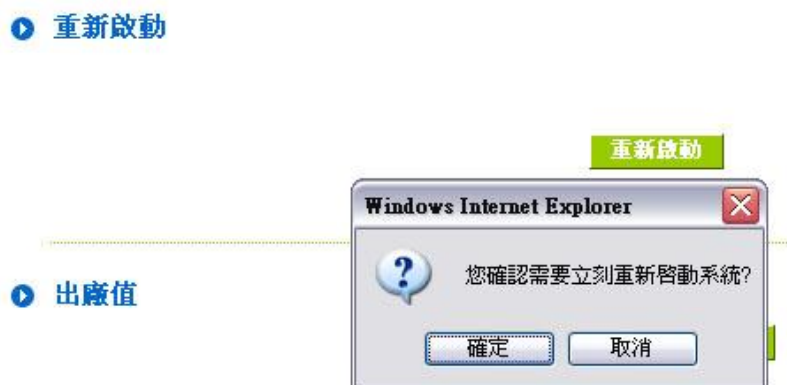 重新啟動
重新啟動
Windows Internet Explorer
您確認需要立刻重新啓動系統?
出廠值
確定
取消